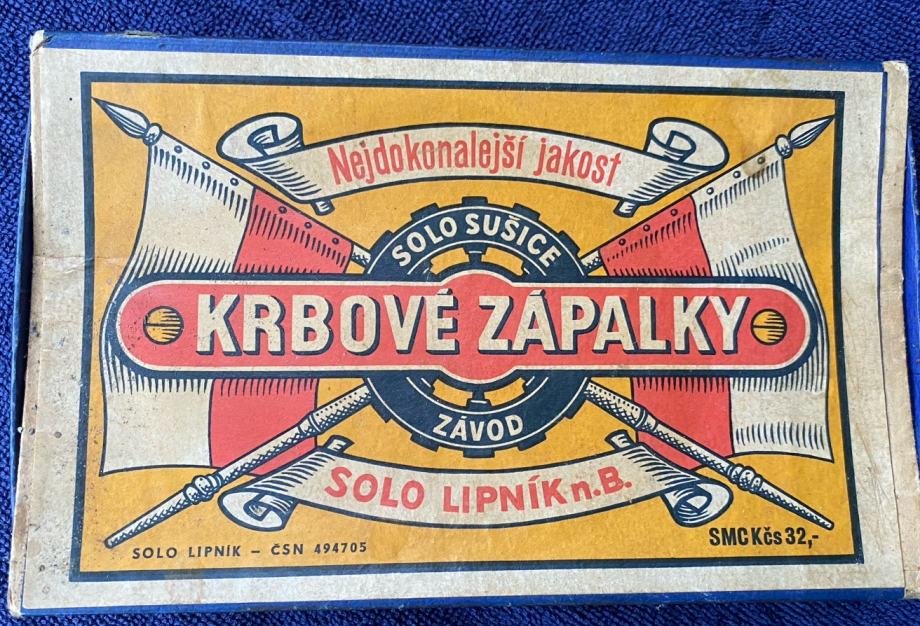 Nejdokonalejší jakost
SOLO SUŠICE
KRBOVÉ ZÁPALKY
ZÁVOD
SOLO LIPNÍK n.B.
SOLO LIPNÍK – ČSN 494705
SMC Kčs 32,-